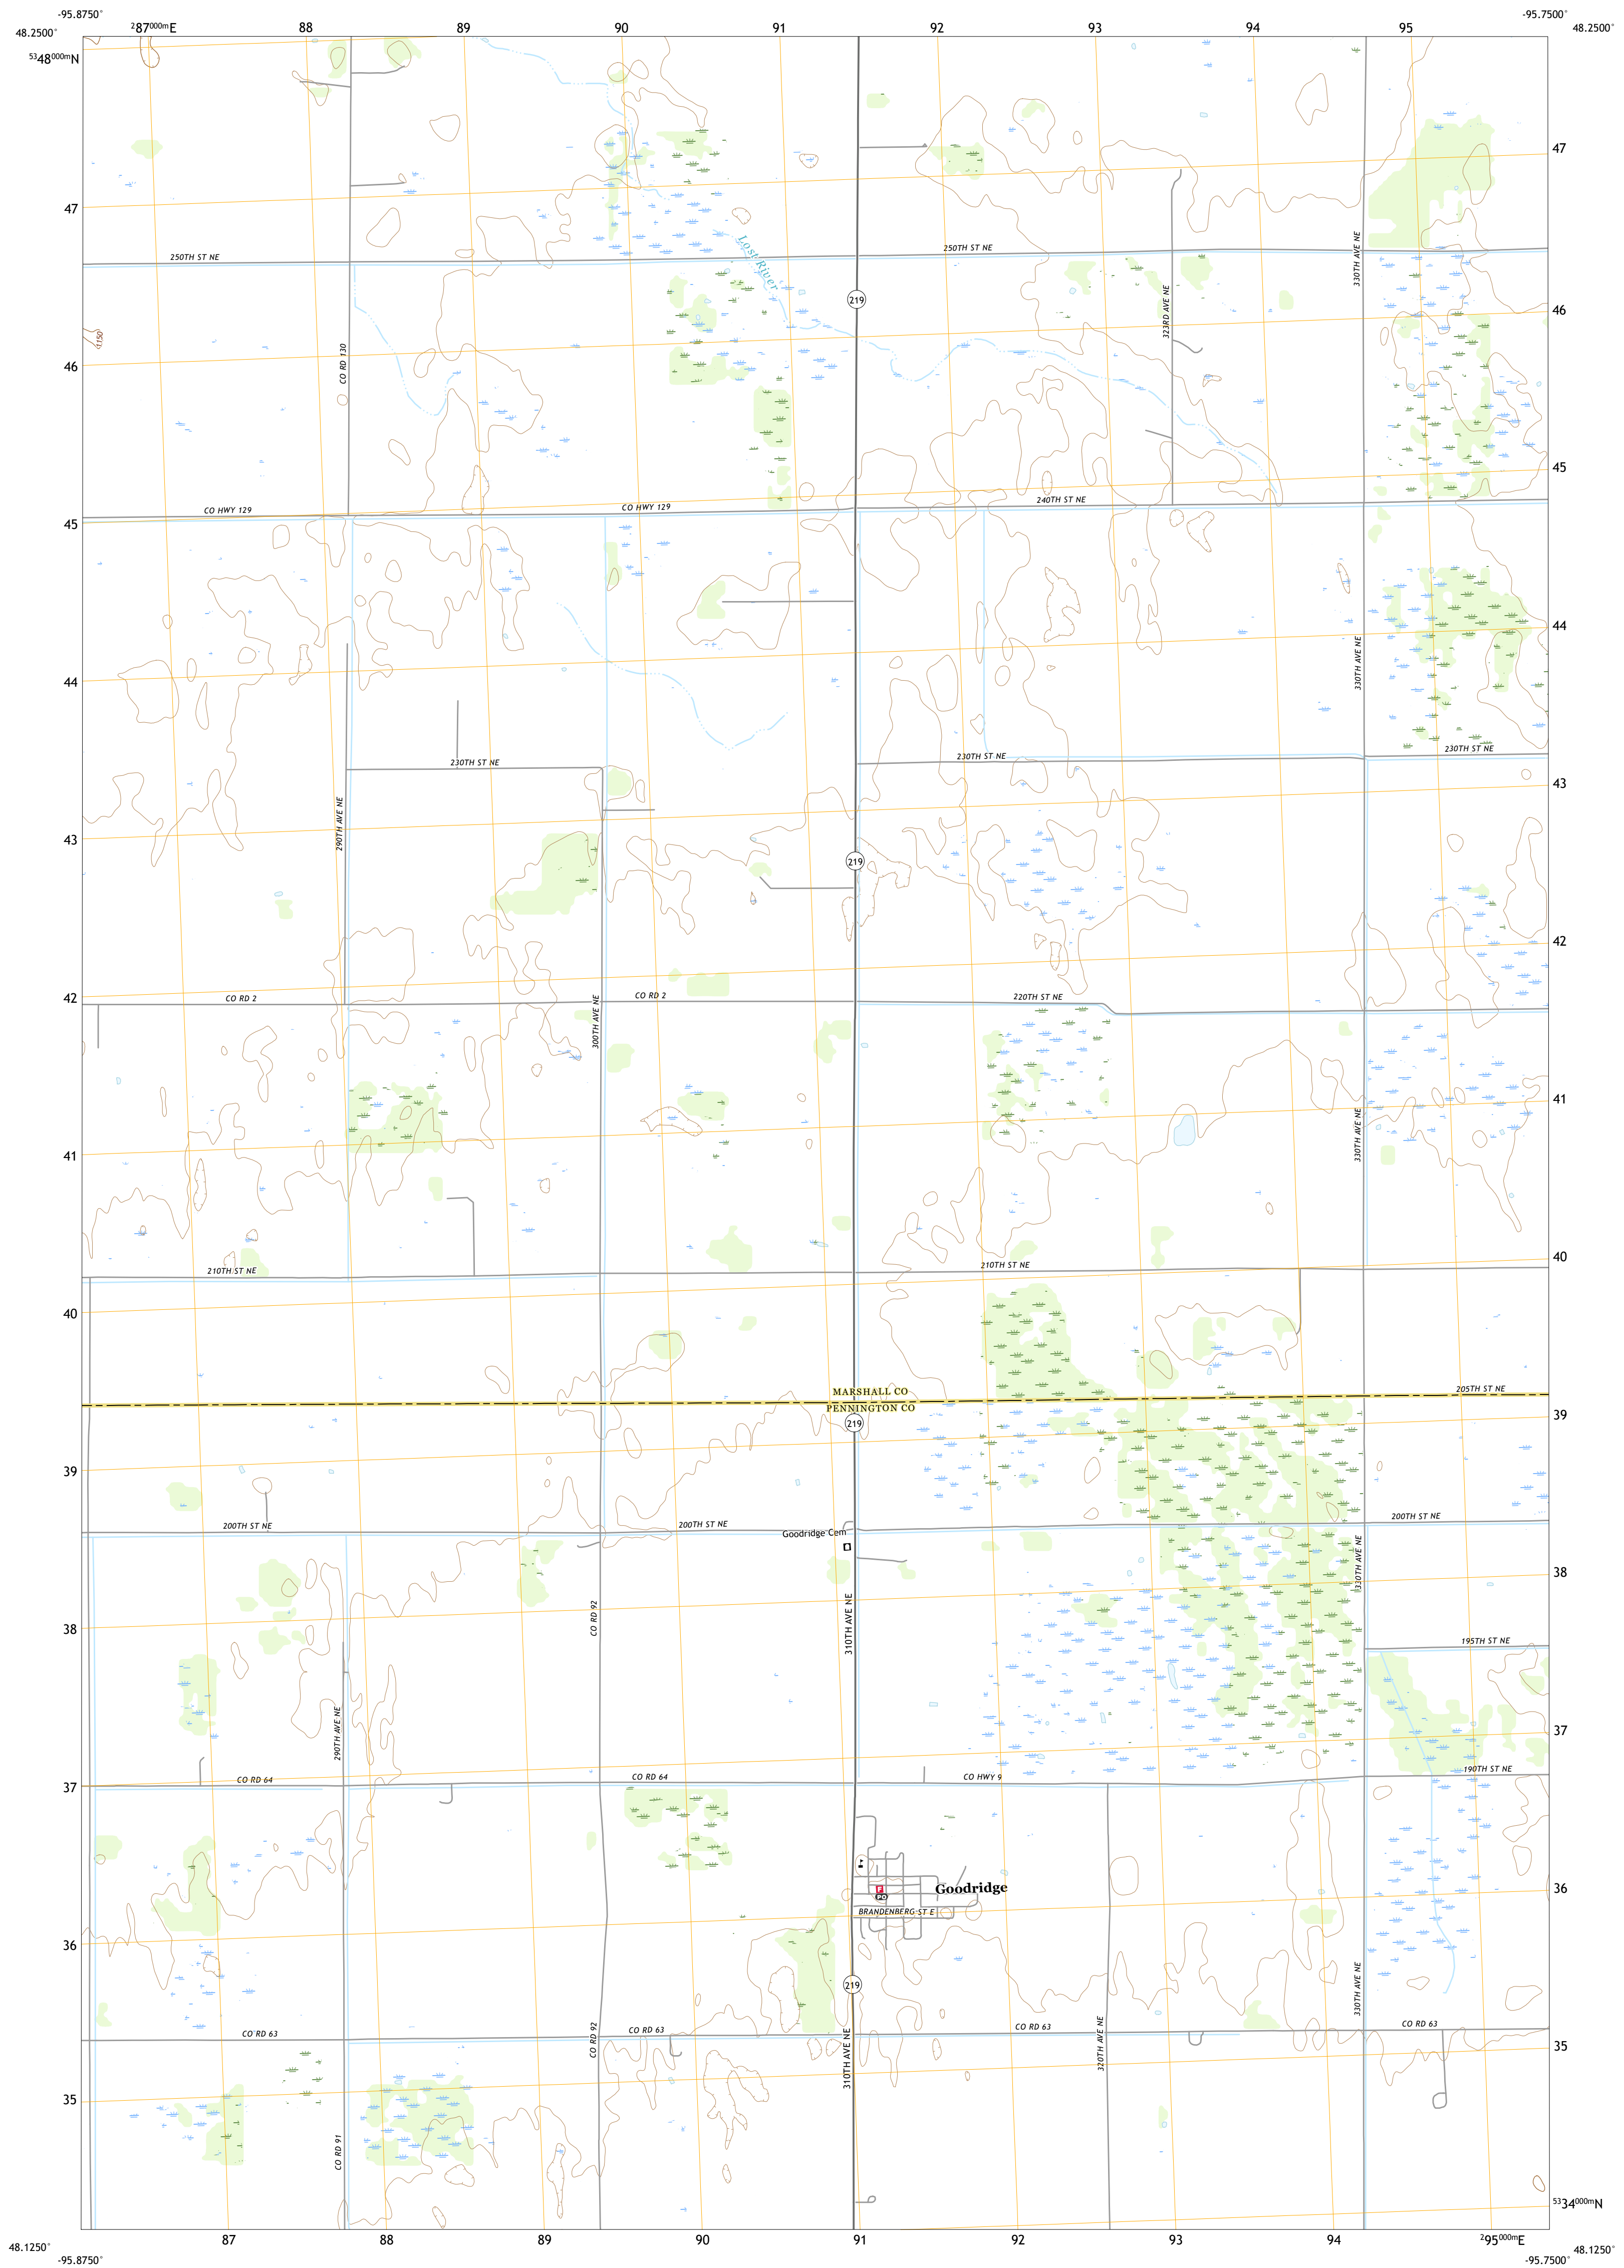 -95.8750°
-95.7500°
48.2500°
²87⁰⁰⁰ᵐE
88
89
90
91
92
93
94
95
48.2500°
⁵³48⁰⁰⁰ᵐN
47
47
Lost River
250TH ST NE
250TH ST NE
330TH AVE NE
219
323RD AVE NE
46
1150
CO RD 130
46
45
CO HWY 129
CO HWY 129
240TH ST NE
45
44
330TH AVE NE
44
230TH ST NE
230TH ST NE
230TH ST NE
43
290TH AVE NE
43
219
42
CO RD 2
CO RD 2
220TH ST NE
42
300TH AVE NE
41
330TH AVE NE
41
40
210TH ST NE
210TH ST NE
40
MARSHALL CO
205TH ST NE
PENNINGTON CO
219
39
39
200TH ST NE
200TH ST NE
200TH ST NE
Goodridge Cem
330TH AVE NE
38
CO RD 92
310TH AVE NE
38
195TH ST NE
290TH AVE NE
37
CO RD 64
CO RD 64
CO HWY 9
190TH ST NE
37
F
PO
Goodridge
36
BRANDENBERG ST E
36
219
330TH AVE NE
CO RD 63
CO RD 63
CO RD 63
CO RD 63
CO RD 92
310TH AVE NE
320TH AVE NE
35
35
CO RD 91
⁵³34⁰⁰⁰ᵐN
87
88
89
90
91
92
93
94
²95⁰⁰⁰ᵐE
48.1250°
48.1250°
-95.8750°
-95.7500°